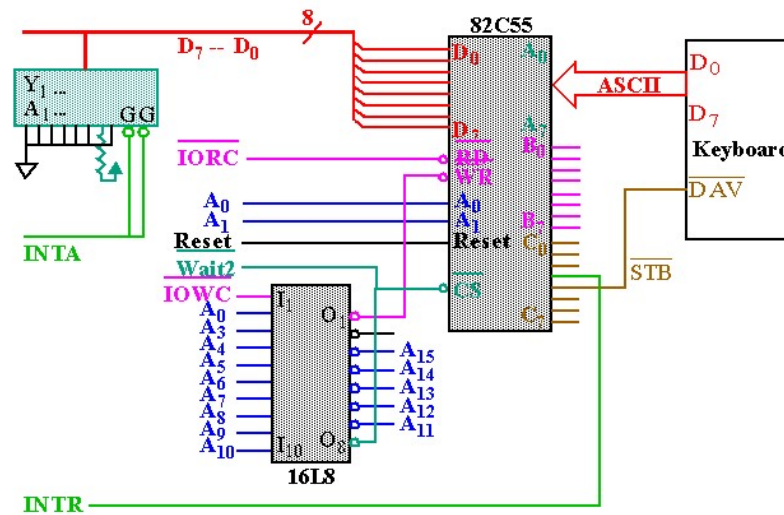 8
82C55
D7 -- D0
Y1 ...
A1...
GG
D0
A0
ASCII
D0
D7
Keyboard
D7
A7
B0
IORC
RD
WR
DAV
A0
A0
A1
A1
B7
INTA
Reset
Reset
C0
STB
Wait2
CS
IOWC
I1
O1
C7
A0
A3
A4
A5
A6
A7
A8
A9
A10
A15
A14
A13
A12
A11
I10
O8
16L8
INTR